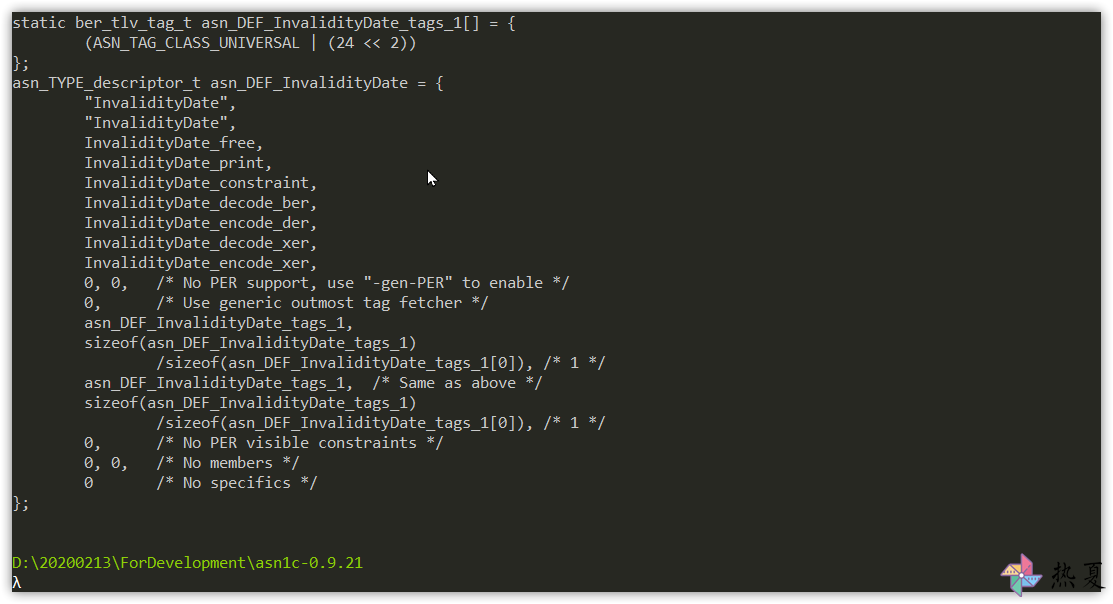 static ber_tlv_tag_t asn_DEF_InvalidityDate_tags_1[] = {
        (ASN_TAG_CLASS_UNIVERSAL | (24 << 2))
};
asn_TYPE_descriptor_t asn_DEF_InvalidityDate = {
        "InvalidityDate",
        "InvalidityDate",
        InvalidityDate_free,
        InvalidityDate_print,
        InvalidityDate_constraint,
        InvalidityDate_decode_ber,
        InvalidityDate_encode_der,
        InvalidityDate_decode_xer,
        InvalidityDate_encode_xer,
        0, 0,   /* No PER support, use "-gen-PER" to enable */
        0,      /* Use generic outmost tag fetcher */
        asn_DEF_InvalidityDate_tags_1,
        sizeof(asn_DEF_InvalidityDate_tags_1)
                /sizeof(asn_DEF_InvalidityDate_tags_1[0]), /* 1 */
        asn_DEF_InvalidityDate_tags_1,  /* Same as above */
        sizeof(asn_DEF_InvalidityDate_tags_1)
                /sizeof(asn_DEF_InvalidityDate_tags_1[0]), /* 1 */
        0,      /* No PER visible constraints */
        0, 0,   /* No members */
        0       /* No specifics */
};
D:\20200213\ForDevelopment\asn1c-0.9.21
λ
热夏